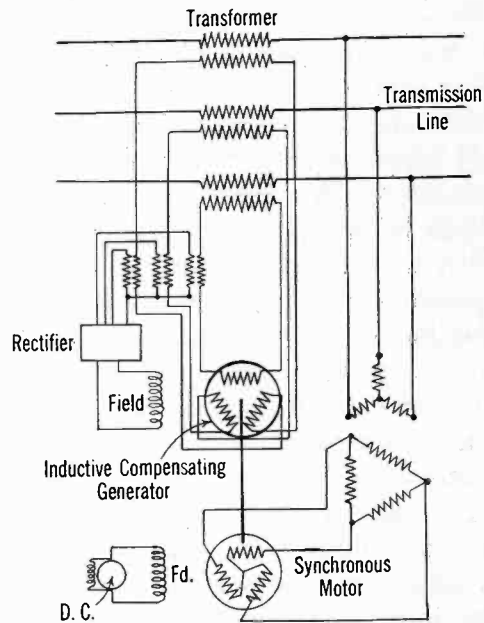 Transformer
Transmission
Line
Rectifier
Field
Inductive Compensating
Generator
Synchronous
Motor
Fd.
D. C.